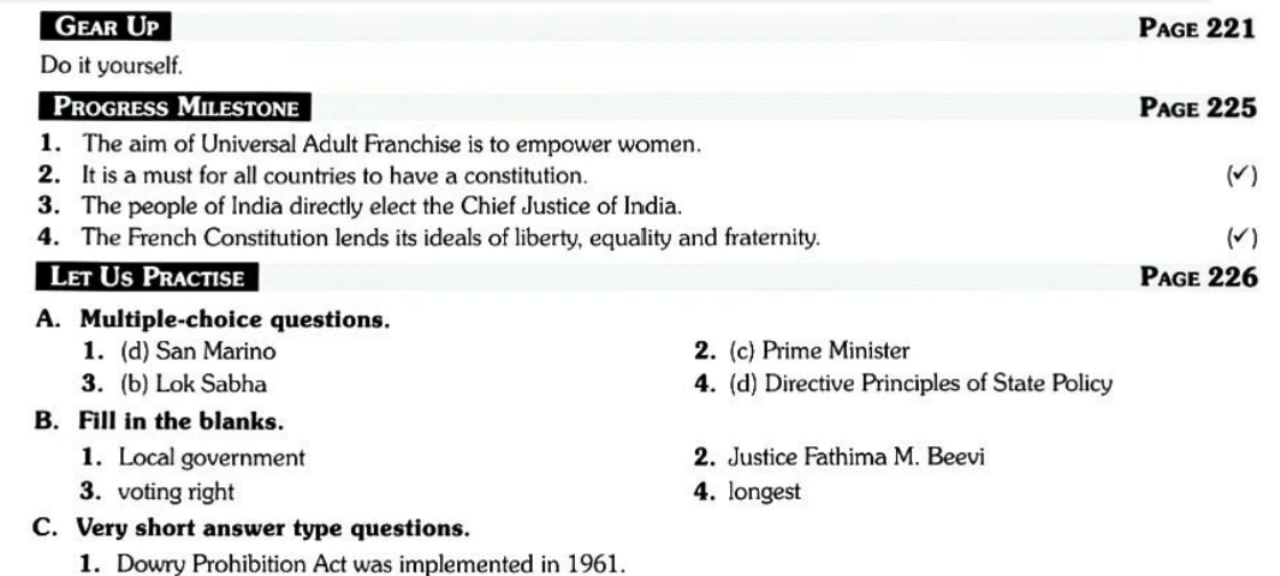 GEAR UP PAGE 221
Do it yourself.
PROGRESS MILESTONE PAGE 225
1. The aim of Universal Adult Franchise is to empower women.
2. It is a must for all countries to have a constitution. (✓)
3. The people of India directly elect the Chief Justice of India.
4. The French Constitution lends its ideals of liberty, equality and fraternity. (✓)
LET US PRACTISE PAGE 226
A. Multiple-choice questions.
1. (d) San Marino 2. (c) Prime Minister
3. (b) Lok Sabha 4. (d) Directive Principles of State Policy
B. Fill in the blanks.
1. Local government 2. Justice Fathima M. Beevi
3. voting right 4. longest
C. Very short answer type questions.
1. Dowry Prohibition Act was implemented in 1961.